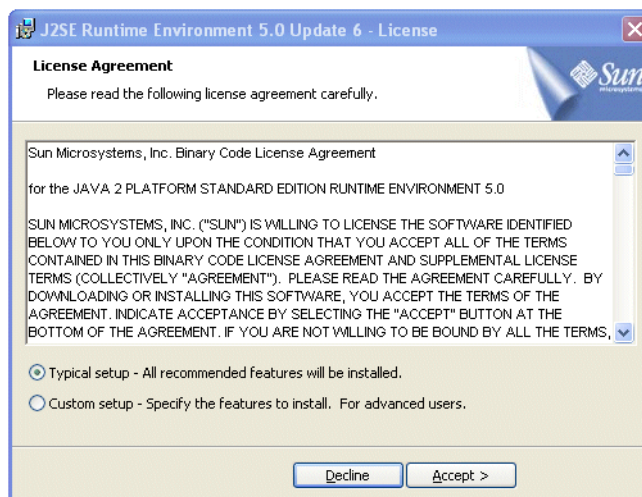 J2SE Runtime Environment 5.0 Update 6 - License
License Agreement
Please read the following license agreement carefully.
Sun
microsystems
Sun Microsystems, Inc. Binary Code License Agreement
for the JAVA 2 PLATFORM STANDARD EDITION RUNTIME ENVIRONMENT 5.0
SUN MICROSYSTEMS, INC. ("SUN") IS WILLING TO LICENSE THE SOFTWARE IDENTIFIED
BELOW TO YOU ONLY UPON THE CONDITION THAT YOU ACCEPT ALL OF THE TERMS
CONTAINED IN THIS BINARY CODE LICENSE AGREEMENT AND SUPPLEMENTAL LICENSE
TERMS (COLLECTIVELY "AGREEMENT"). PLEASE READ THE AGREEMENT CAREFULLY. BY
DOWNLOADING OR INSTALLING THIS SOFTWARE, YOU ACCEPT THE TERMS OF THE
AGREEMENT. INDICATE ACCEPTANCE BY SELECTING THE "ACCEPT" BUTTON AT THE
BOTTOM OF THE AGREEMENT. IF YOU ARE NOT WILLING TO BE BOUND BY ALL THE TERMS,
Typical setup - All recommended features will be installed.
Custom setup - Specify the features to install. For advanced users.
Decline
Accept >